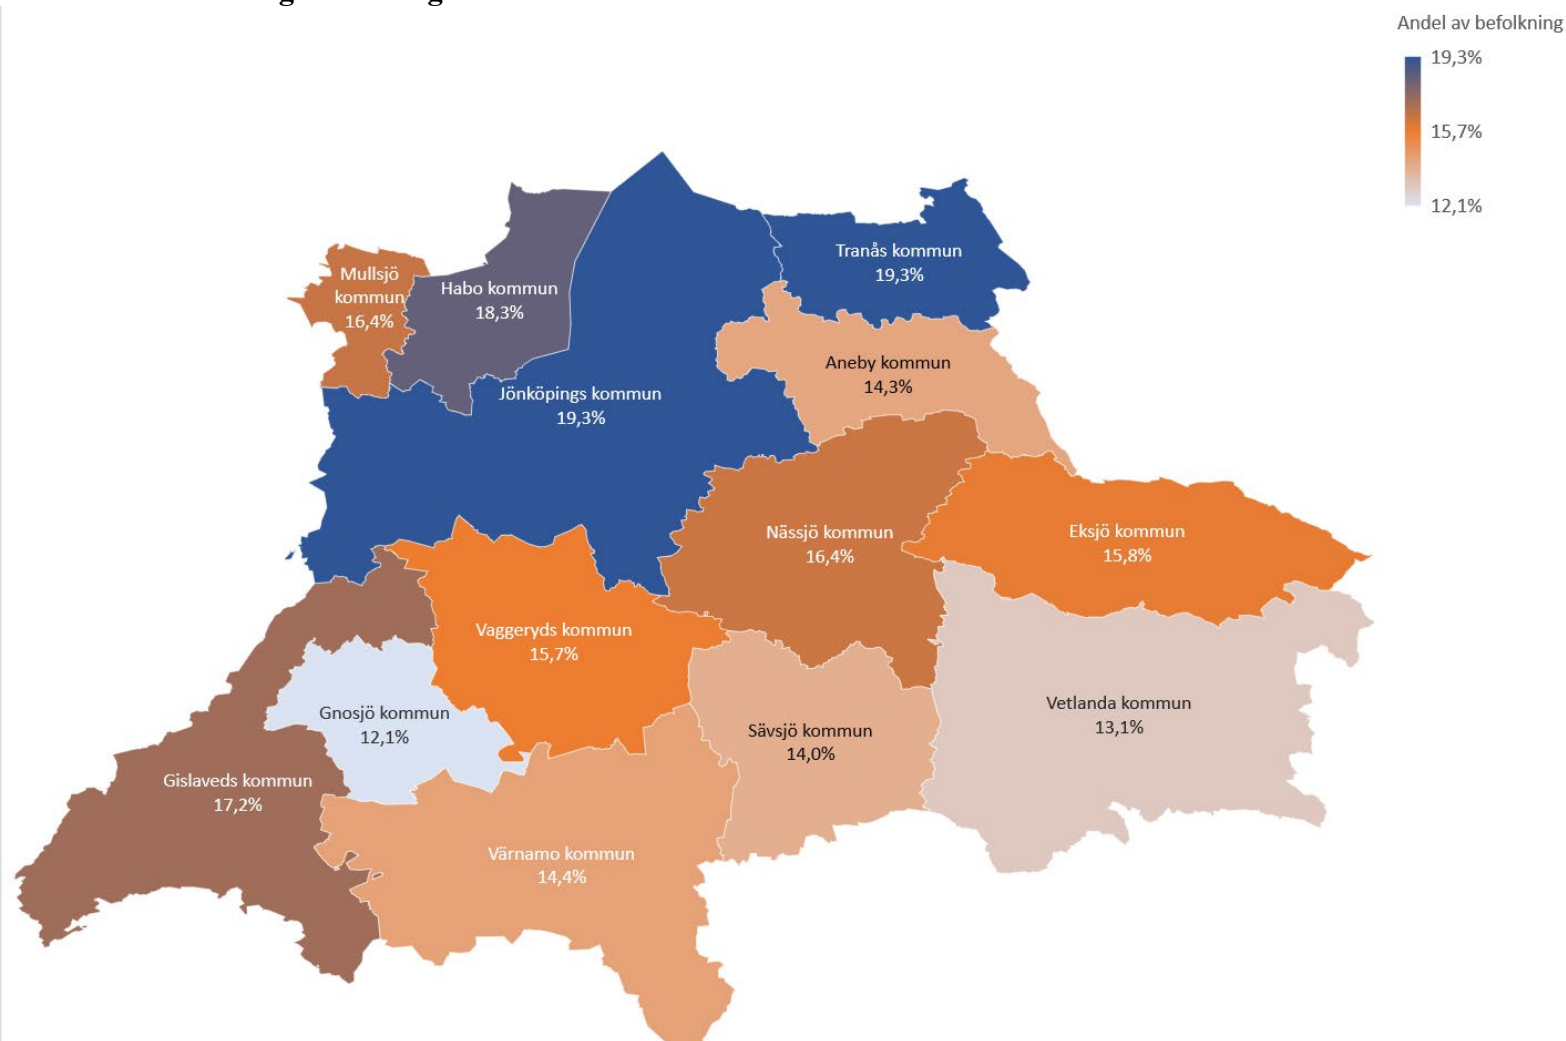 Andel av befolkning
19,3%
15,7%
12,1%
Tranås kommun
19,3%
Mullsjö
kommun
16,4%
Habo kommun
18,3%
Aneby kommun
14,3%
Jönköpings kommun
19,3%
Nässjö kommun
16,4%
Eksjö kommun
15,8%
Vaggeryds kommun
15,7%
Vetlanda kommun
13,1%
Gnosjö kommun
12,1%
Sävsjö kommun
14,0%
Gislaveds kommun
17,2%
Värnamo kommun
14,4%